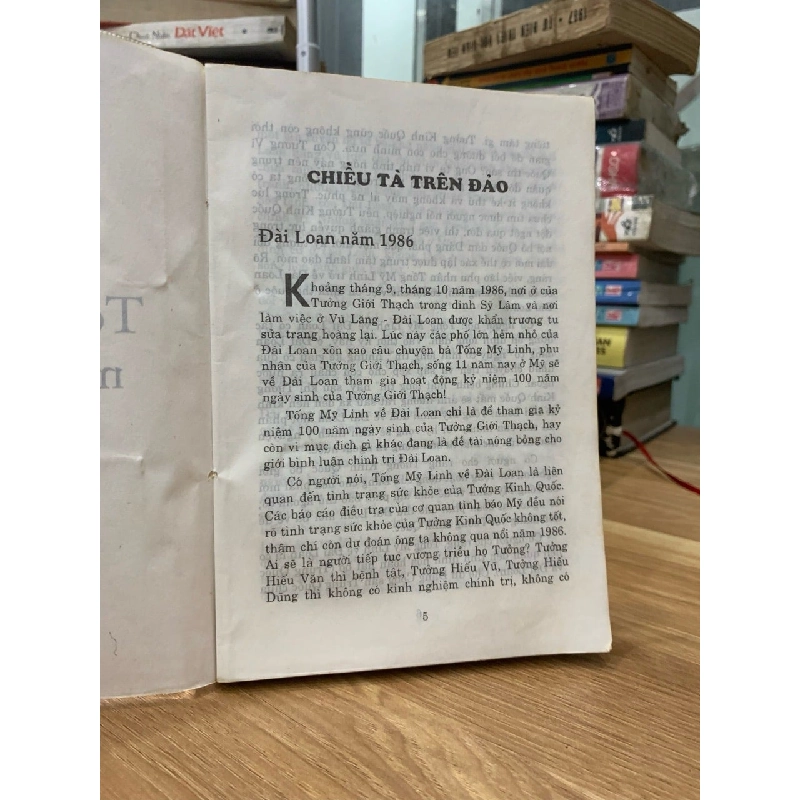 Đất Việt
1987
CHIỀU TÀ TRÊN ĐẢO
Đài Loan năm 1986
Khoảng tháng 9, tháng 10 năm 1986, nơi ở của
Tưởng Giới Thạch trong dinh Sỹ Lâm và nơi
làm việc ở Vũ Lăng - Đài Loan được khẩn trương tu
sửa trang hoàng lại. Lúc này các phố lớn hẻm nhỏ của
Đài Loan xôn xao câu chuyện bà Tống Mỹ Linh, phu
nhân của Tưởng Giới Thạch, sống 11 năm nay ở Mỹ sẽ
về Đài Loan tham gia hoạt động kỷ niệm 100 năm
ngày sinh của Tưởng Giới Thạch!
Tống Mỹ Linh về Đài Loan chỉ là để tham gia kỷ
niệm 100 năm ngày sinh của Tưởng Giới Thạch, hay
còn vì mục đích gì khác đang là đề tài nóng bỏng cho
giới bình luận chính trị Đài Loan.
Có người nói, Tống Mỹ Linh về Đài Loan là liên
quan đến tình trạng sức khỏe của Tưởng Kinh Quốc.
Các báo cáo điều tra của cơ quan tình báo Mỹ đều nói
rõ tình trạng sức khỏe của Tưởng Kinh Quốc không tốt,
thậm chí còn dự đoán ông ta không qua nổi năm 1986.
Ai sẽ là người tiếp tục vương triều họ Tưởng? Tưởng
Hiếu Văn thì bệnh tật, Tưởng Hiếu Vũ, Tưởng Hiếu
Dũng thì không có kinh nghiệm chính trị, không có
5